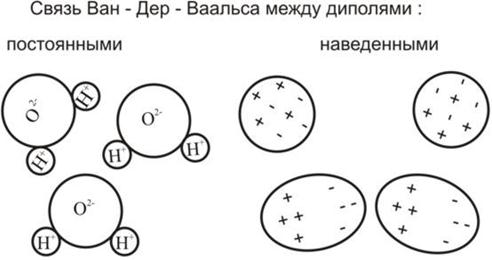 Связь Ван - Дер - Ваальса между диполями :
постоянными
наведенными
O²⁻
H⁺
H⁺
O²⁻
H⁺
H⁺
O²⁻
H⁺
H⁺
+ - + - + - + -
+ - - + - + - +
+ + + + - - - -
+ + + + - - - -